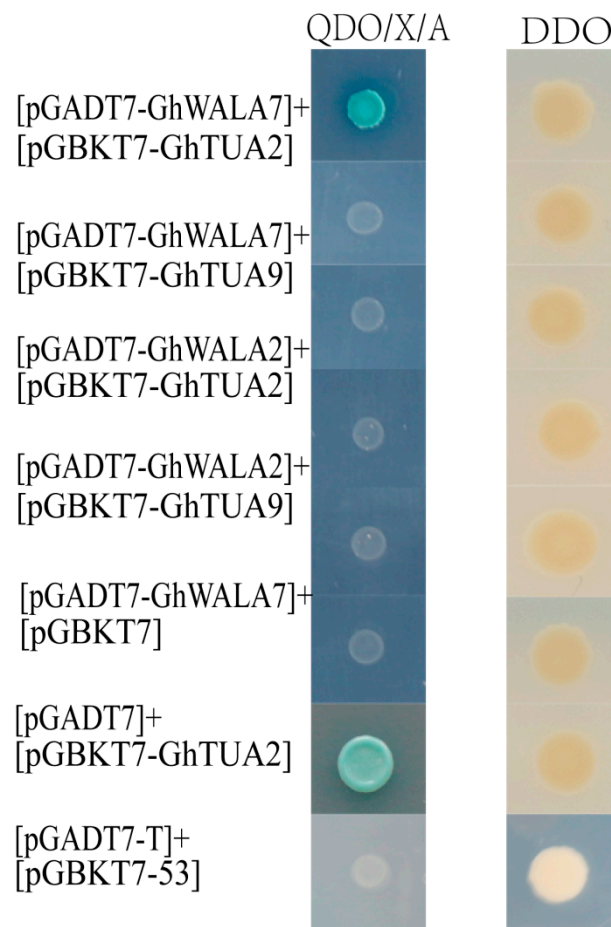 QDO/X/A DDO
[pGADT7-GhWALA7]+
[pGBKT7-GhTUA2]
[pGADT7-GhWALA7]+
[pGBKT7-GhTUA9]
[pGADT7-GhWALA2]+
[pGBKT7-GhTUA2]
[pGADT7-GhWALA2]+
[pGBKT7-GhTUA9]
[pGADT7-GhWALA7]+
[pGBKT7]
[pGADT7]+
[pGBKT7-GhTUA2]
[pGADT7-T]+
[pGBKT7-53]